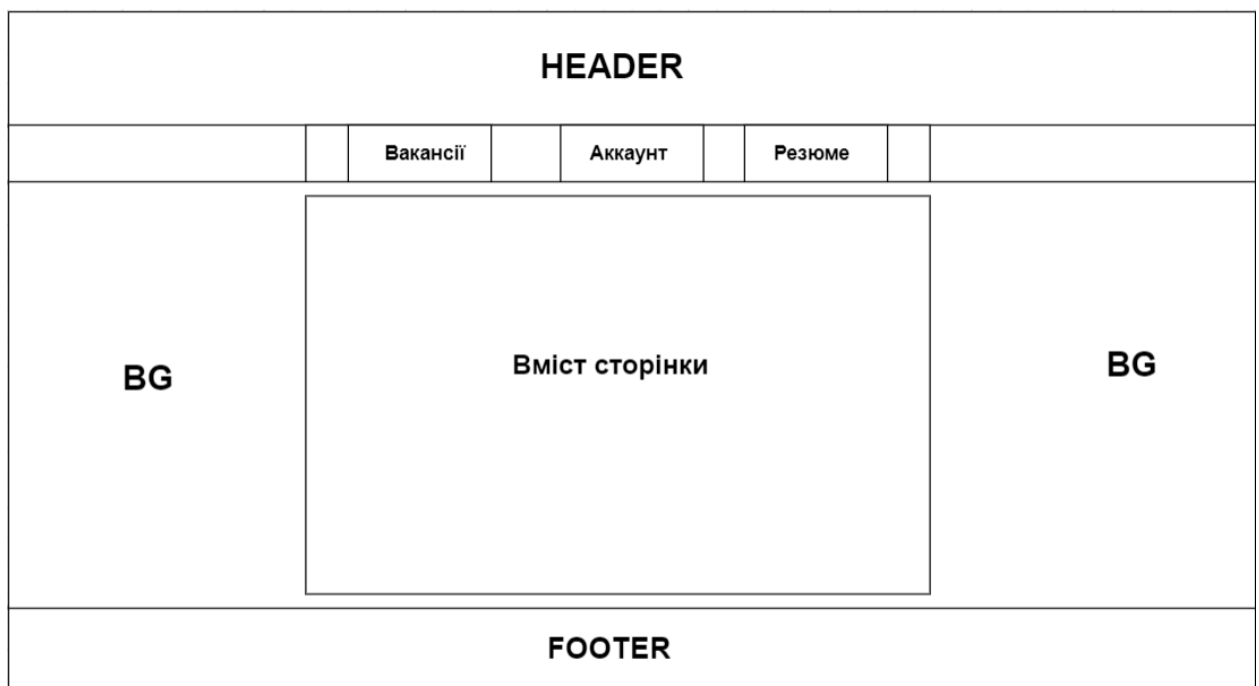 HEADER
Вакансії
Аккаунт
Резюме
BG
Вміст сторінки
BG
FOOTER